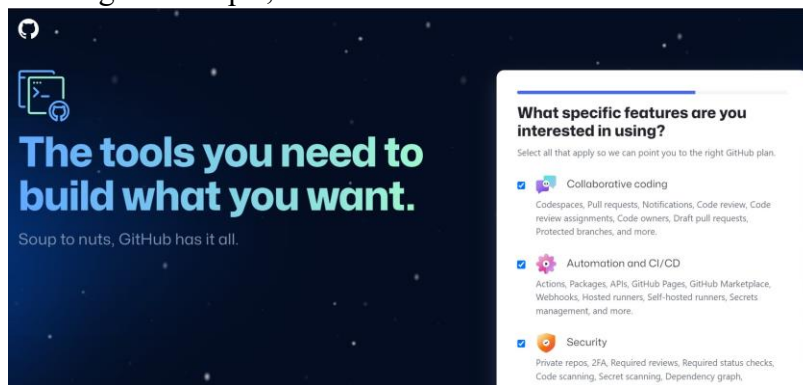 The tools you need to
build what you want.
Soup to nuts, GitHub has it all.
What specific features are you
interested in using?
Select all that apply so we can point you to the right GitHub plan.
Collaborative coding
Codespaces, Pull requests, Notifications, Code review, Code
review assignments, Code owners, Draft pull requests,
Protected branches, and more.
Automation and CI/CD
Actions, Packages, APIs, GitHub Pages, GitHub Marketplace,
Webhooks, Hosted runners, Self-hosted runners, Secrets
management, and more.
Security
Private repos, 2FA, Required reviews, Required status checks,
Code scanning, Secret scanning, Dependency graph,